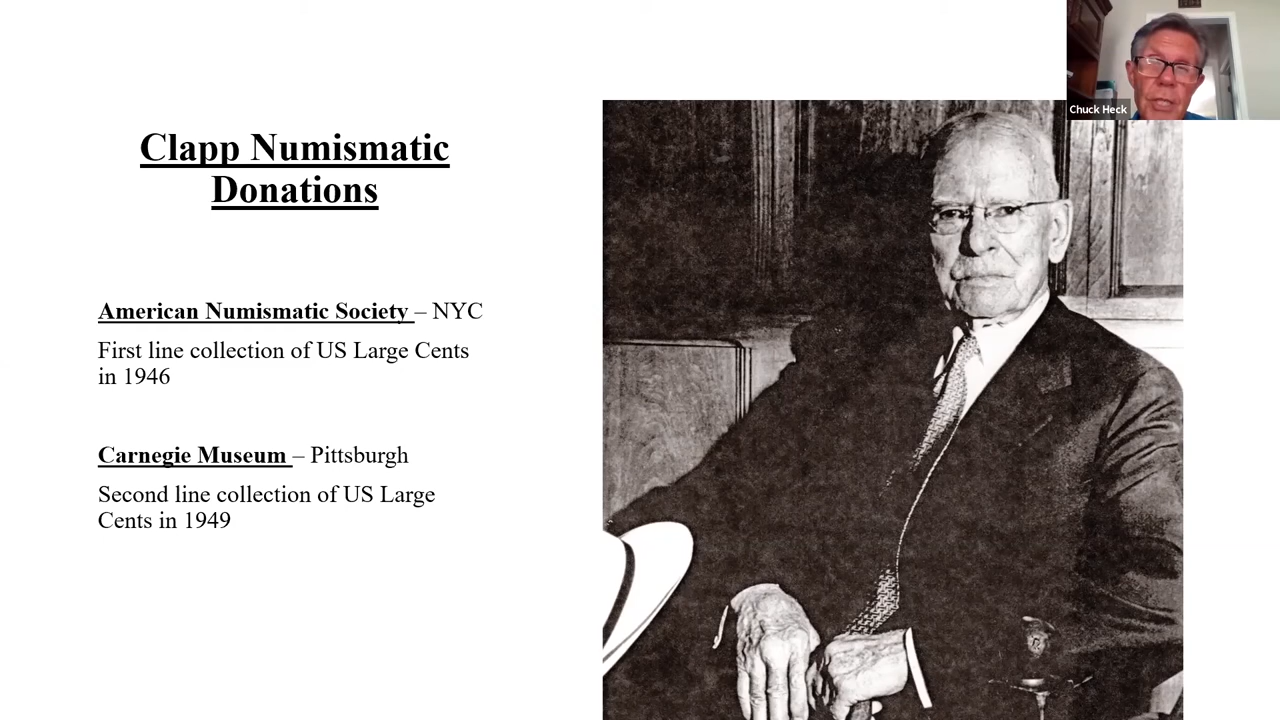 Clapp Numismatic
Donations
American Numismatic Society – NYC
First line collection of US Large Cents
in 1946
Carnegie Museum – Pittsburgh
Second line collection of US Large
Cents in 1949
Chuck Heck